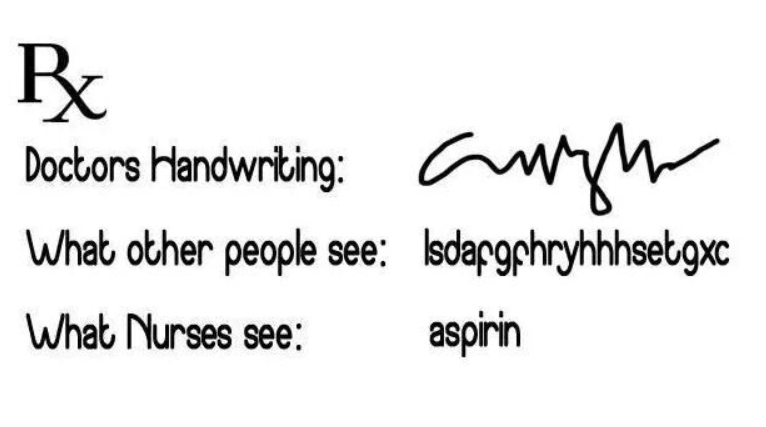 Rx
Doctors Handwriting:
What other people see: lsdafgfhryhhhsetgxc
What Nurses see: aspirin